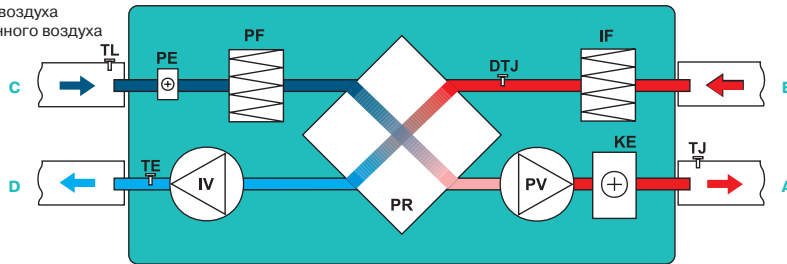 воздуха
нного воздуха
TL
PE
PF
DTJ
IF
C
TE
IV
D
PR
PV
KE
TJ